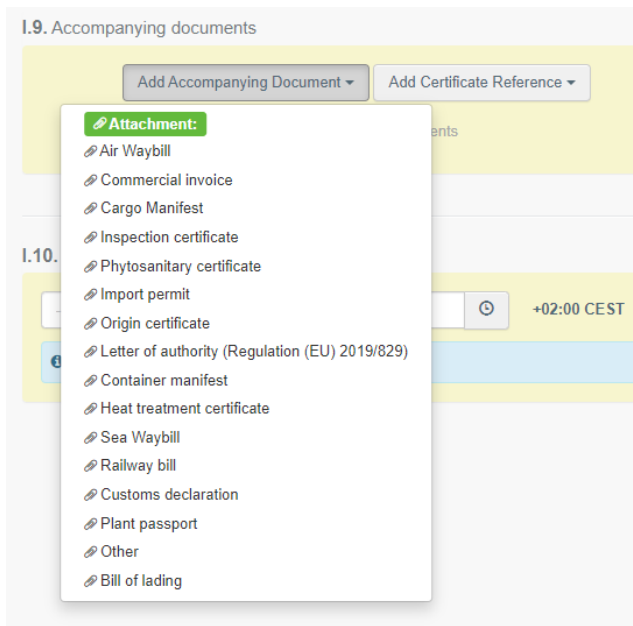 I.9. Accompanying documents
Add Accompanying Document
Add Certificate Reference
Attachment:
Air Waybill
Commercial invoice
Cargo Manifest
Inspection certificate
Phytosanitary certificate
Import permit
Origin certificate
Letter of authority (Regulation (EU) 2019/829)
Container manifest
Heat treatment certificate
Sea Waybill
Railway bill
Customs declaration
Plant passport
Other
Bill of lading
ents
I.10.
+02:00 CEST